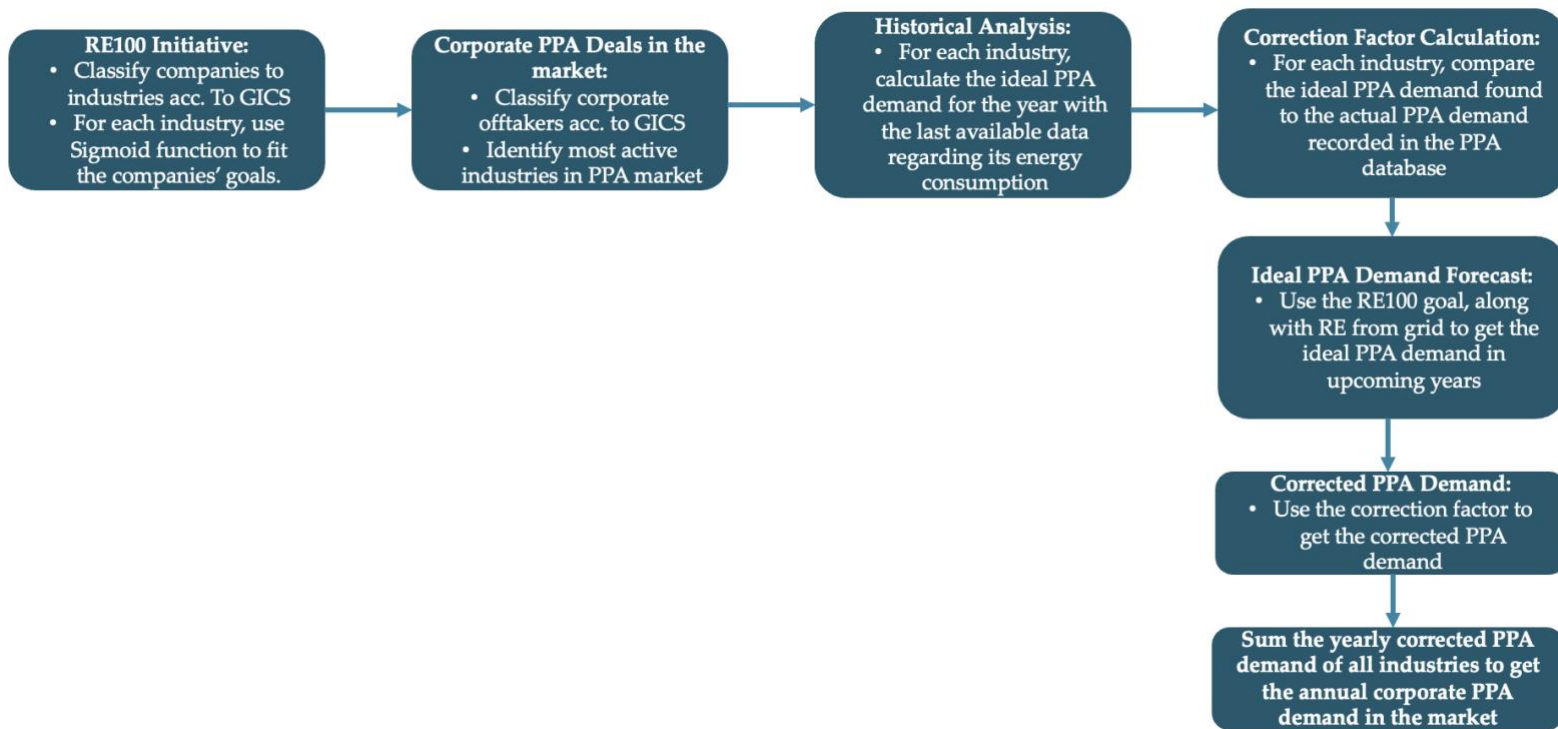 RE100 Initiative:
• Classify companies to
industries acc. To GICS
• For each industry, use
Sigmoid function to fit
the companies' goals.
Corporate PPA Deals in the
market:
• Classify corporate
offtakers acc. to GICS
• Identify most active
industries in PPA market
Historical Analysis:
• For each industry,
calculate the ideal PPA
demand for the year with
the last available data
regarding its energy
consumption
Correction Factor Calculation:
• For each industry, compare
the ideal PPA demand found
to the actual PPA demand
recorded in the PPA
database
Ideal PPA Demand Forecast:
• Use the RE100 goal, along
with RE from grid to get the
ideal PPA demand in
upcoming years
Corrected PPA Demand:
• Use the correction factor to
get the corrected PPA
demand
Sum the yearly corrected PPA
demand of all industries to get
the annual corporate PPA
demand in the market